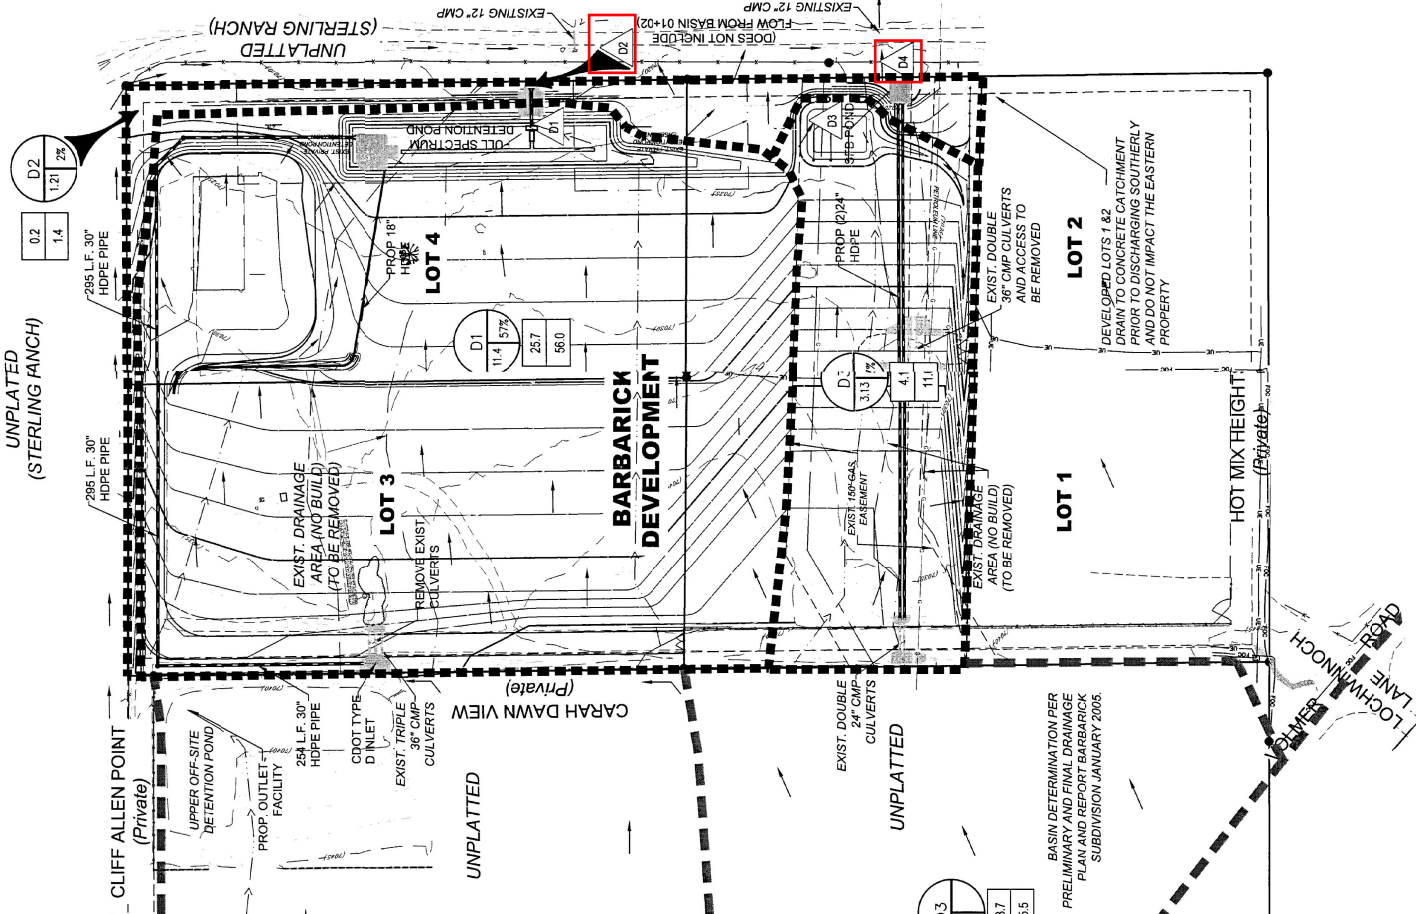 UNPLATTED
(STERLING RANCH)
EXISTING 12" CMP
D2
(DOES NOT INCLUDE
FLOW FROM BASIN 01+02)
EXISTING 12" CMP
D4
D2
1.21
2%
0.2
1.4
295 L.F. 30"
HDPE PIPE
UNPLATED
(STERLING RANCH)
295 L.F. 30"
HDPE PIPE
FULL SPECTRUM
DETENTION POND
D1
D3
STB POND
PROP 18"
HDPE
LOT 4
D1
11.4
57%
25.7
56.0
BARBARICK
DEVELOPMENT
PROP (2)24"
HDPE
3.13
4.1
EXIST. DOUBLE
36" CMP CULVERTS
AND ACCESS TO
BE REMOVED
LOT 2
DEVELOPED LOTS 1 &2
DRAIN TO CONCRETE CATCHMENT
PRIOR TO DISCHARGING SOUTHERLY
AND DO NOT IMPACT THE EASTERN
PROPERTY
EXIST. DRAINAGE
AREA (NO BUILD)
(TO BE REMOVED)
LOT 3
REMOVE EXIST
CULVERTS
EXIST. 150' GAS
EASEMENT
EXIST. DRAINAGE
AREA (NO BUILD)
(TO BE REMOVED)
LOT 1
HOT MIX HEIGHT
(Private)
CLIFF ALLEN POINT
(Private)
UPPER OFF-SITE
DETENTION POND
PROP. OUTLET
FACILITY
254 L.F. 30"
HDPE PIPE
CDOT TYPE
D INLET
EXIST. TRIPLE
36" CMP
CULVERTS
CARAH DAWN VIEW
(Private)
UNPLATTED
EXIST. DOUBLE
24" CMP
CULVERTS
UNPLATTED
BASIN DETERMINATION PER
PRELIMINARY AND FINAL DRAINAGE
PLAN AND REPORT BARBARICK
SUBDIVISION JANUARY 2005.
LOCHWINNOCH
LANE
VOLMER ROAD